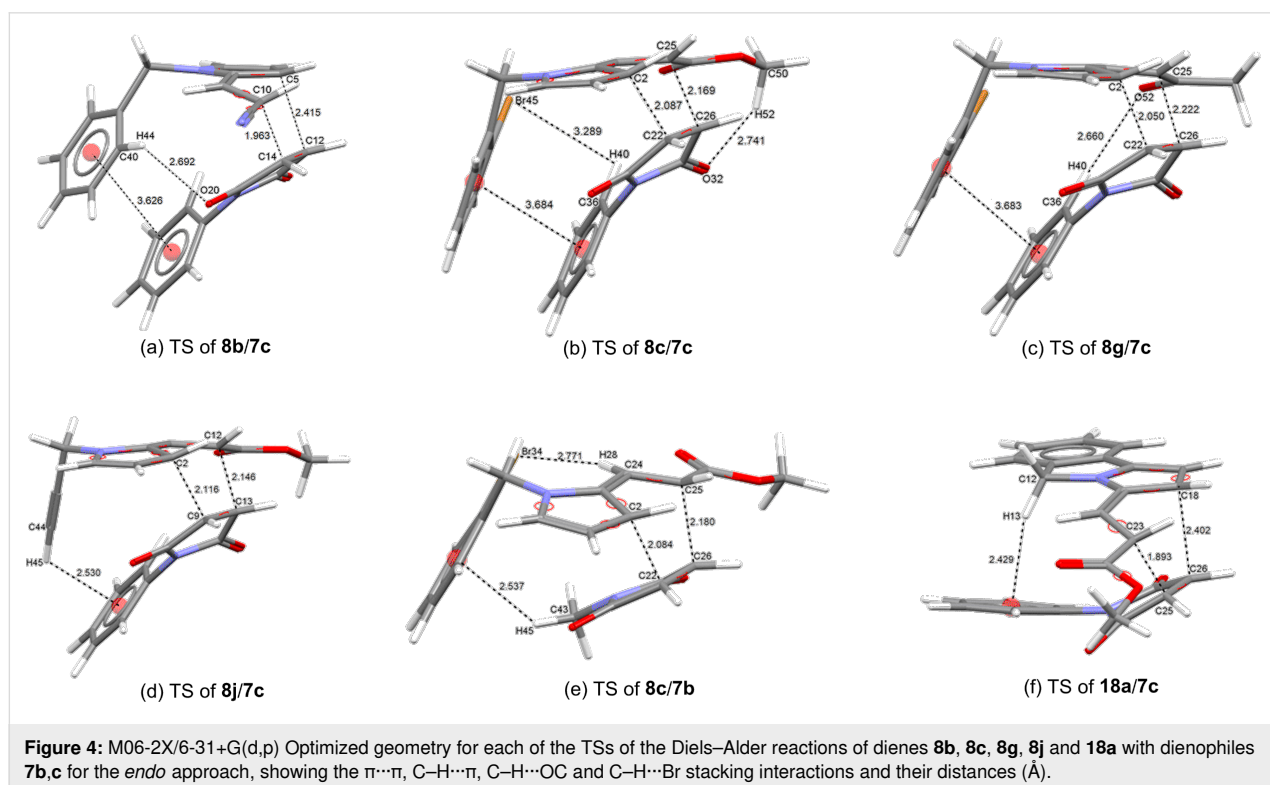 C5
C10
2.415
H44
1.963
C12
C40
2.692
C14
O20
3.626
(a) TS of 8b/7c
C25
C2
C50
Br45
2.169
2.087
C26
H52
3.289
C22
2.741
H40
O32
C36
3.684
(b) TS of 8c/7c
C25
C2
O52
2.222
2.050
2.660
C26
C22
H40
C36
3.683
(c) TS of 8g/7c
C12
C2
2.146
2.116
C13
C9
C44
H45
2.530
(d) TS of 8j/7c
Br34
2.771
H28
C24
C25
C2
2.180
2.084
C26
C22
2.537
C43
H45
(e) TS of 8c/7b
C12
C18
H13
C23
2.402
2.429
1.893
C26
C25
(f) TS of 18a/7c
Figure 4: M06-2X/6-31+G(d,p) Optimized geometry for each of the TSs of the Diels–Alder reactions of dienes 8b, 8c, 8g, 8j and 18a with dienophiles
7b,c for the endo approach, showing the π···π, C–H···π, C–H···OC and C–H···Br stacking interactions and their distances (Å).